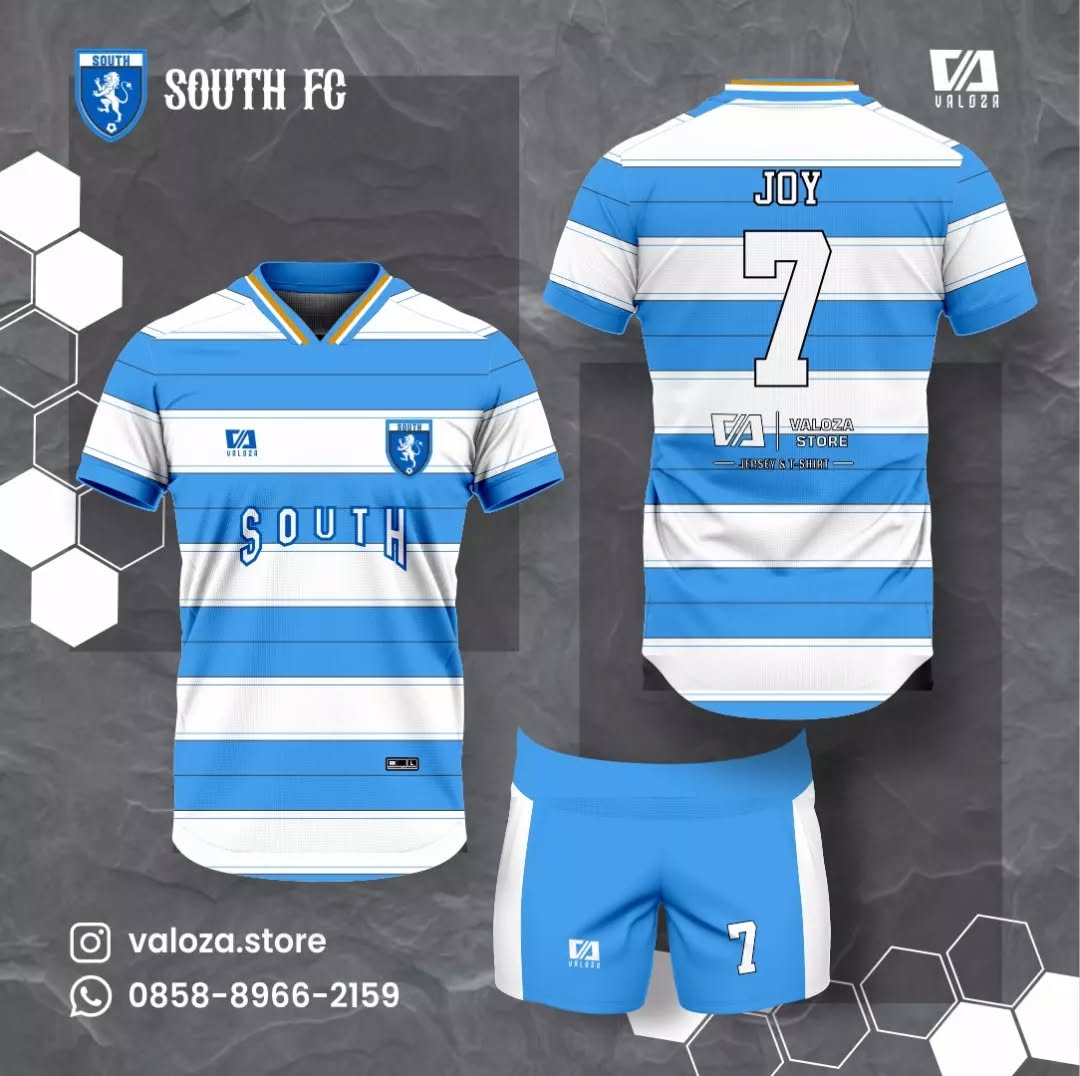 SOUTH
SOUTH FC
VALOZA
JOY
7
VALOZA
STORE
JERSEY & T-SHIRT
VALOZA
SOUTH
SOUTH
L
VALOZA
7
valoza.store
0858-8966-2159